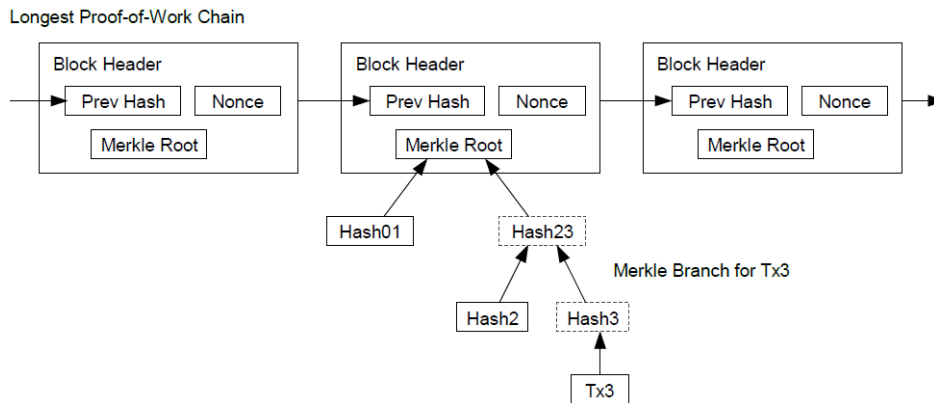 Longest Proof-of-Work Chain
Block Header
Prev Hash
Nonce
Merkle Root
Block Header
Prev Hash
Nonce
Merkle Root
Block Header
Prev Hash
Nonce
Merkle Root
Hash01
Hash23
Merkle Branch for Tx3
Hash2
Hash3
Tx3